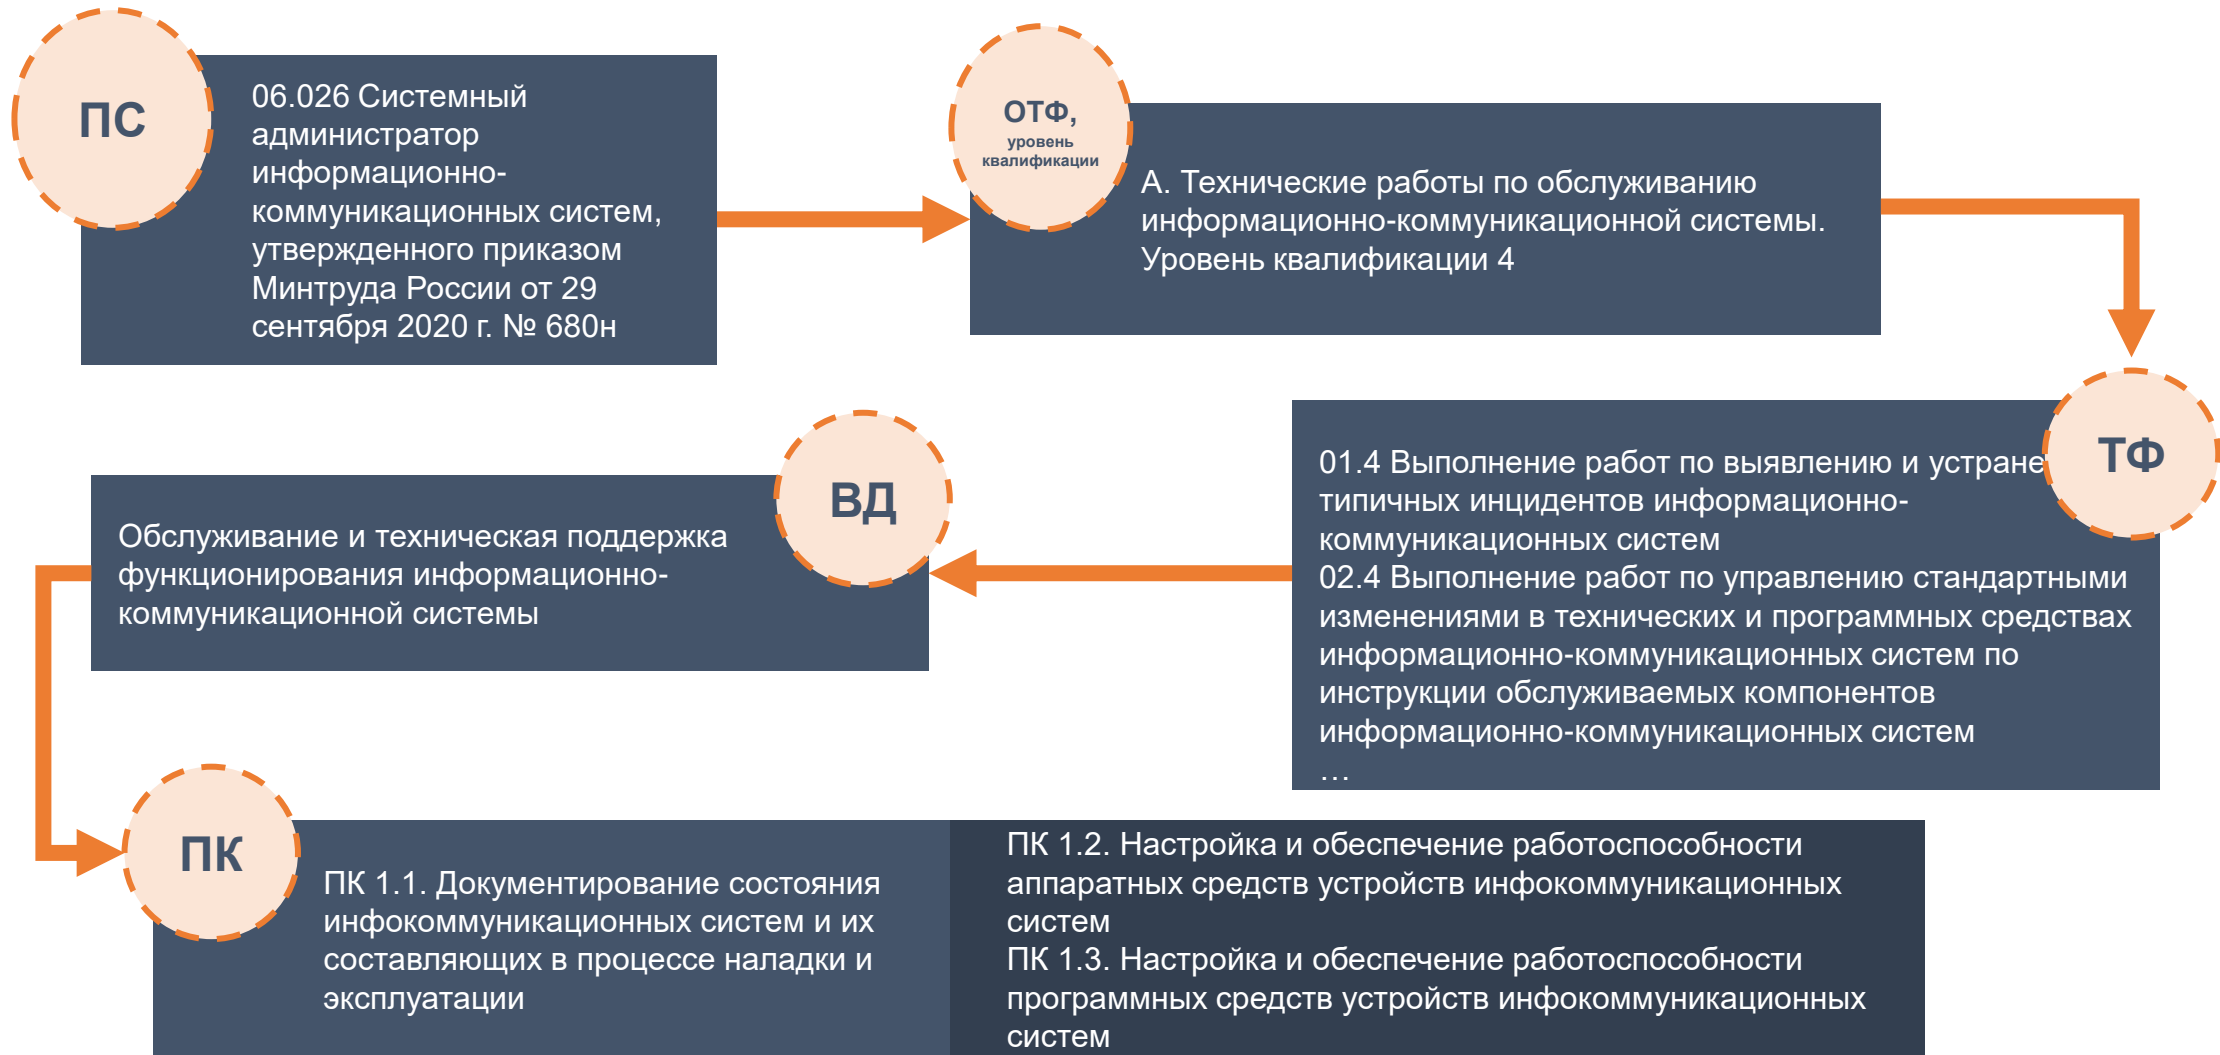 ПС
06.026 Системный
администратор
информационно-
коммуникационных систем,
утвержденного приказом
Минтруда России от 29
сентября 2020 г. № 680н
ОТФ,
уровень
квалификации
А. Технические работы по обслуживанию
информационно-коммуникационной системы.
Уровень квалификации 4
ТФ
01.4 Выполнение работ по выявлению и устране
типичных инцидентов информационно-
коммуникационных систем
02.4 Выполнение работ по управлению стандартными
изменениями в технических и программных средствах
информационно-коммуникационных систем по
инструкции обслуживаемых компонентов
информационно-коммуникационных систем
…
ВД
Обслуживание и техническая поддержка
функционирования информационно-
коммуникационной системы
ПК
ПК 1.1. Документирование состояния
инфокоммуникационных систем и их
составляющих в процессе наладки и
эксплуатации
ПК 1.2. Настройка и обеспечение работоспособности
аппаратных средств устройств инфокоммуникационных
систем
ПК 1.3. Настройка и обеспечение работоспособности
программных средств устройств инфокоммуникационных
систем